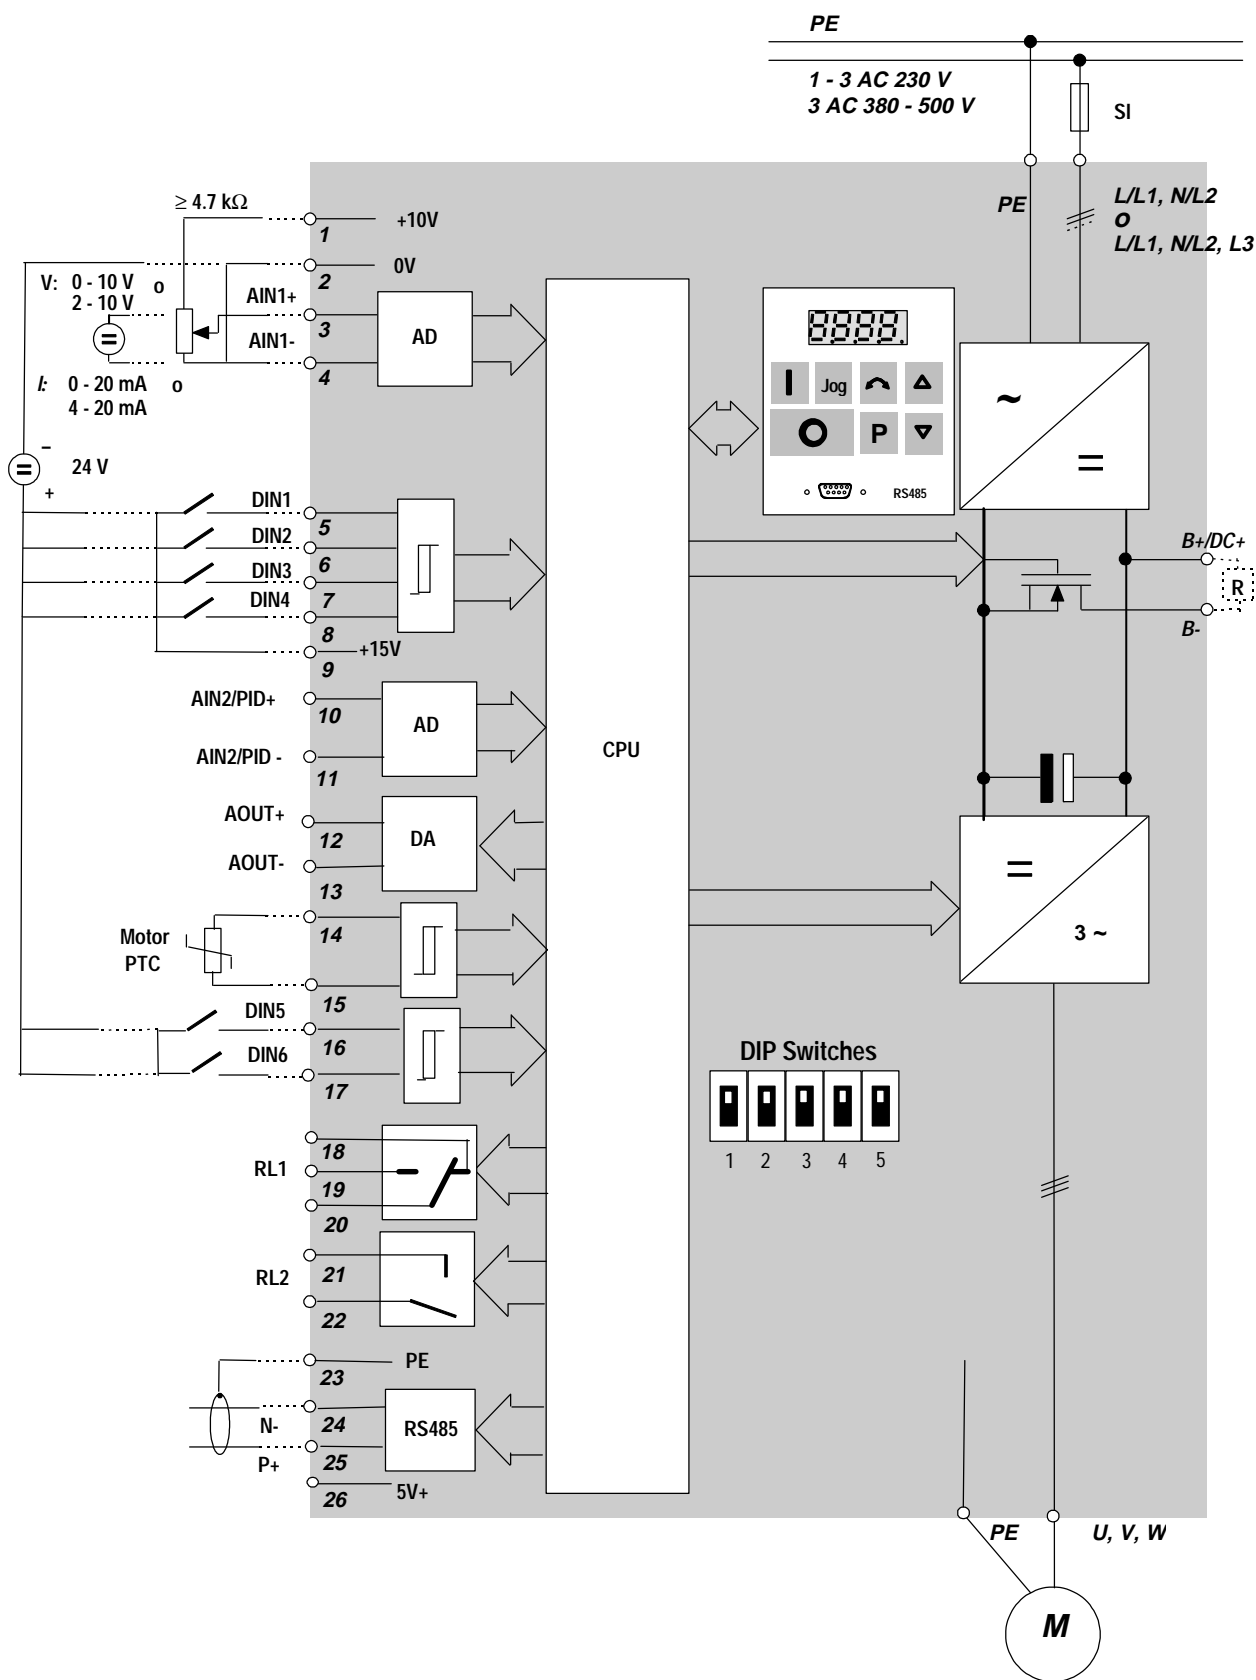 PE
1 - 3 AC 230 V
3 AC 380 - 500 V
SI
PE
L/L1, N/L2
O
L/L1, N/L2, L3
≥ 4.7 kΩ
1
+10V
2
0V
V: 0 - 10 V o
2 - 10 V
AIN1+
3
AIN1-
4
AD
I: 0 - 20 mA o
4 - 20 mA
8.8.8.8.
Jog
P
RS485
~
=
–
= 24 V
+
DIN1
5
DIN2
6
DIN3
7
DIN4
8
+15V
9
B+/DC+
R
B-
AIN2/PID+
10
AD
AIN2/PID -
11
CPU
AOUT+
12
DA
AOUT-
13
=
3 ~
Motor
PTC
14
15
DIN5
16
DIN6
17
DIP Switches
1 2 3 4 5
18
RL1
19
20
21
RL2
22
23
PE
24
N-
RS485
25
P+
26
5V+
PE
U, V, W
M